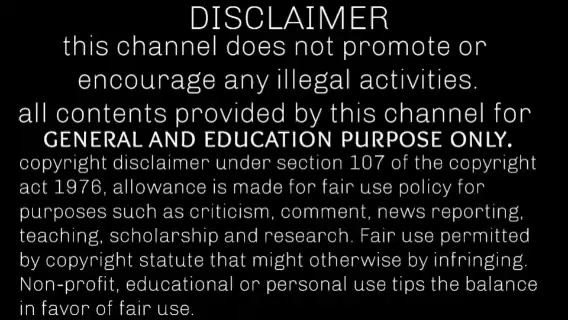 DISCLAIMER
this channel does not promote or
encourage any illegal activities.
all contents provided by this channel for
GENERAL AND EDUCATION PURPOSE ONLY.
copyright disclaimer under section 107 of the copyright
act 1976, allowance is made for fair use policy for
purposes such as criticism, comment, news reporting,
teaching, scholarship and research. Fair use permitted
by copyright statute that might otherwise by infringing.
Non-profit, educational or personal use tips the balance
in favor of fair use.